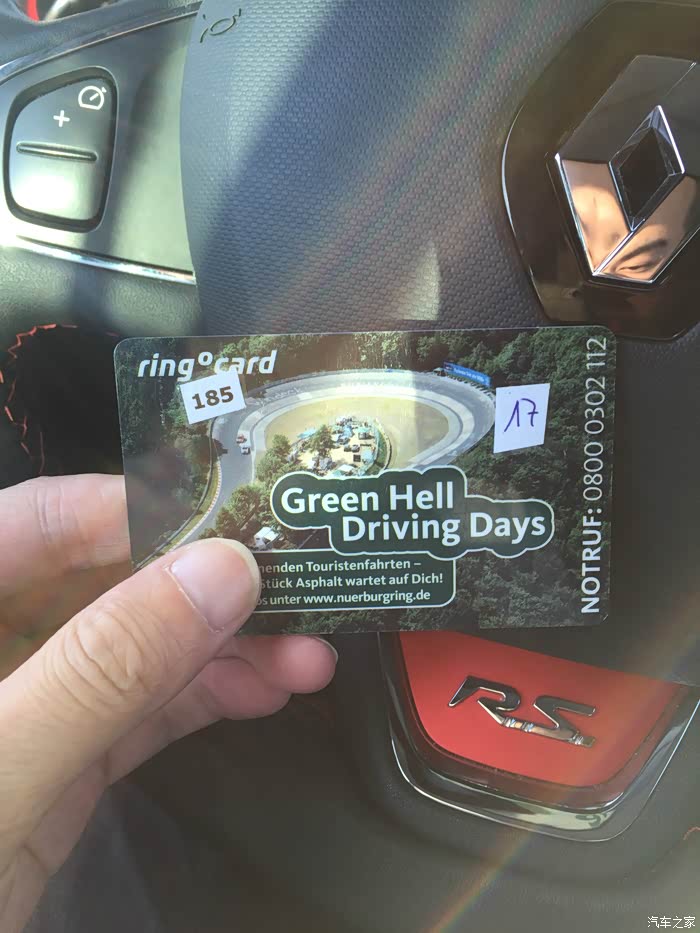 ring°card
185
17
Green Hell
Driving Days
NOTRUF: 0800 0302 112
nenden Touristenfahrten –
Stück Asphalt wartet auf Dich!
os unter www.nuerburgring.de
RS
汽车之家